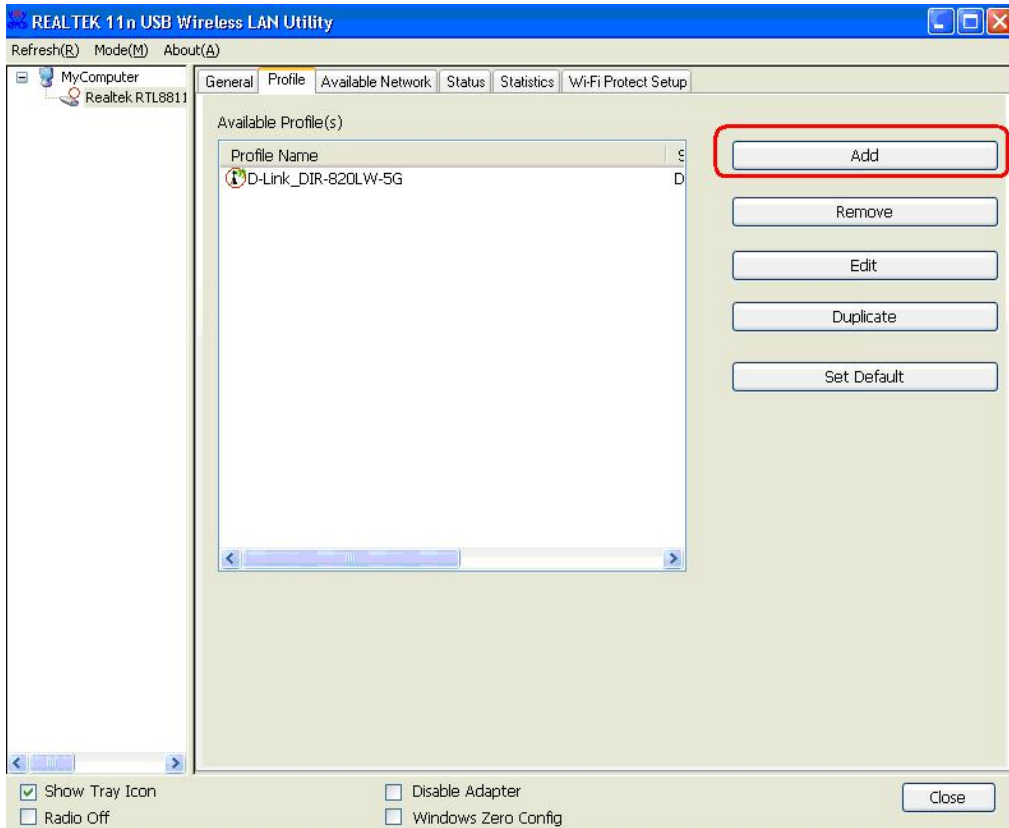 REALTEK 11n USB Wireless LAN Utility
Refresh(R) Mode(M) About(A)
MyComputer
Realtek RTL8811
General Profile Available Network Status Statistics Wi-Fi Protect Setup
Available Profile(s)
Profile Name S
D-Link_DIR-820LW-5G D
Add
Remove
Edit
Duplicate
Set Default
Show Tray Icon
Radio Off
Disable Adapter
Windows Zero Config
Close